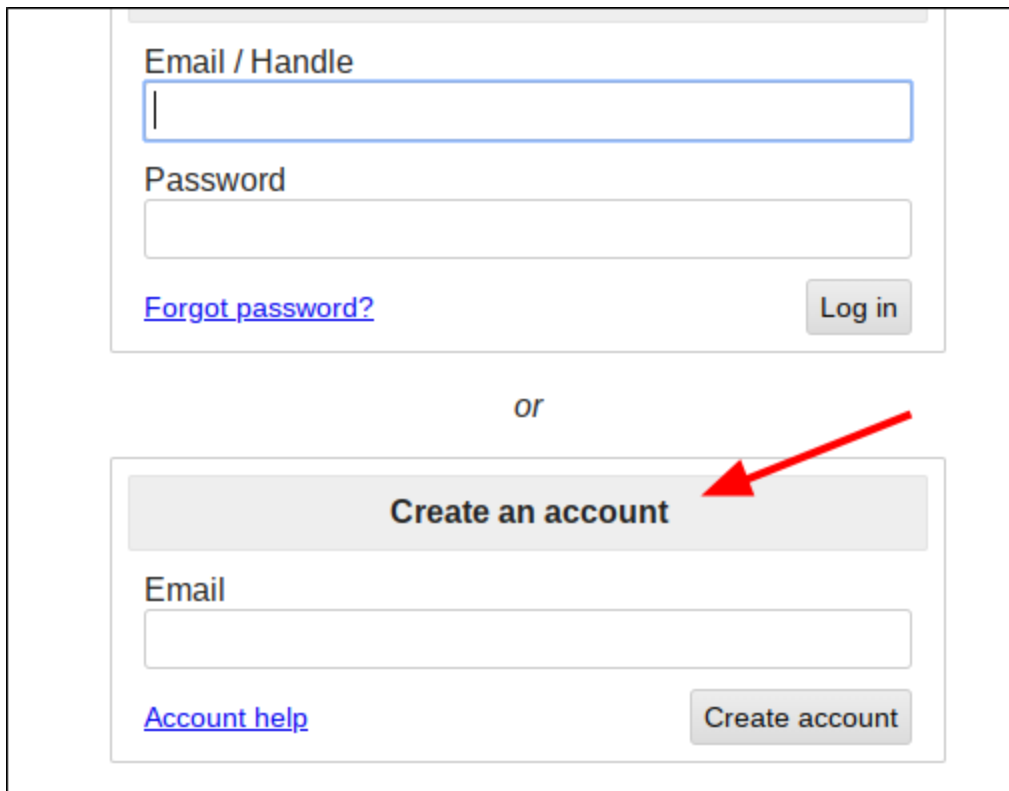 Email / Handle
Password
Forgot password?
Log in
or
Create an account
Email
Account help
Create account